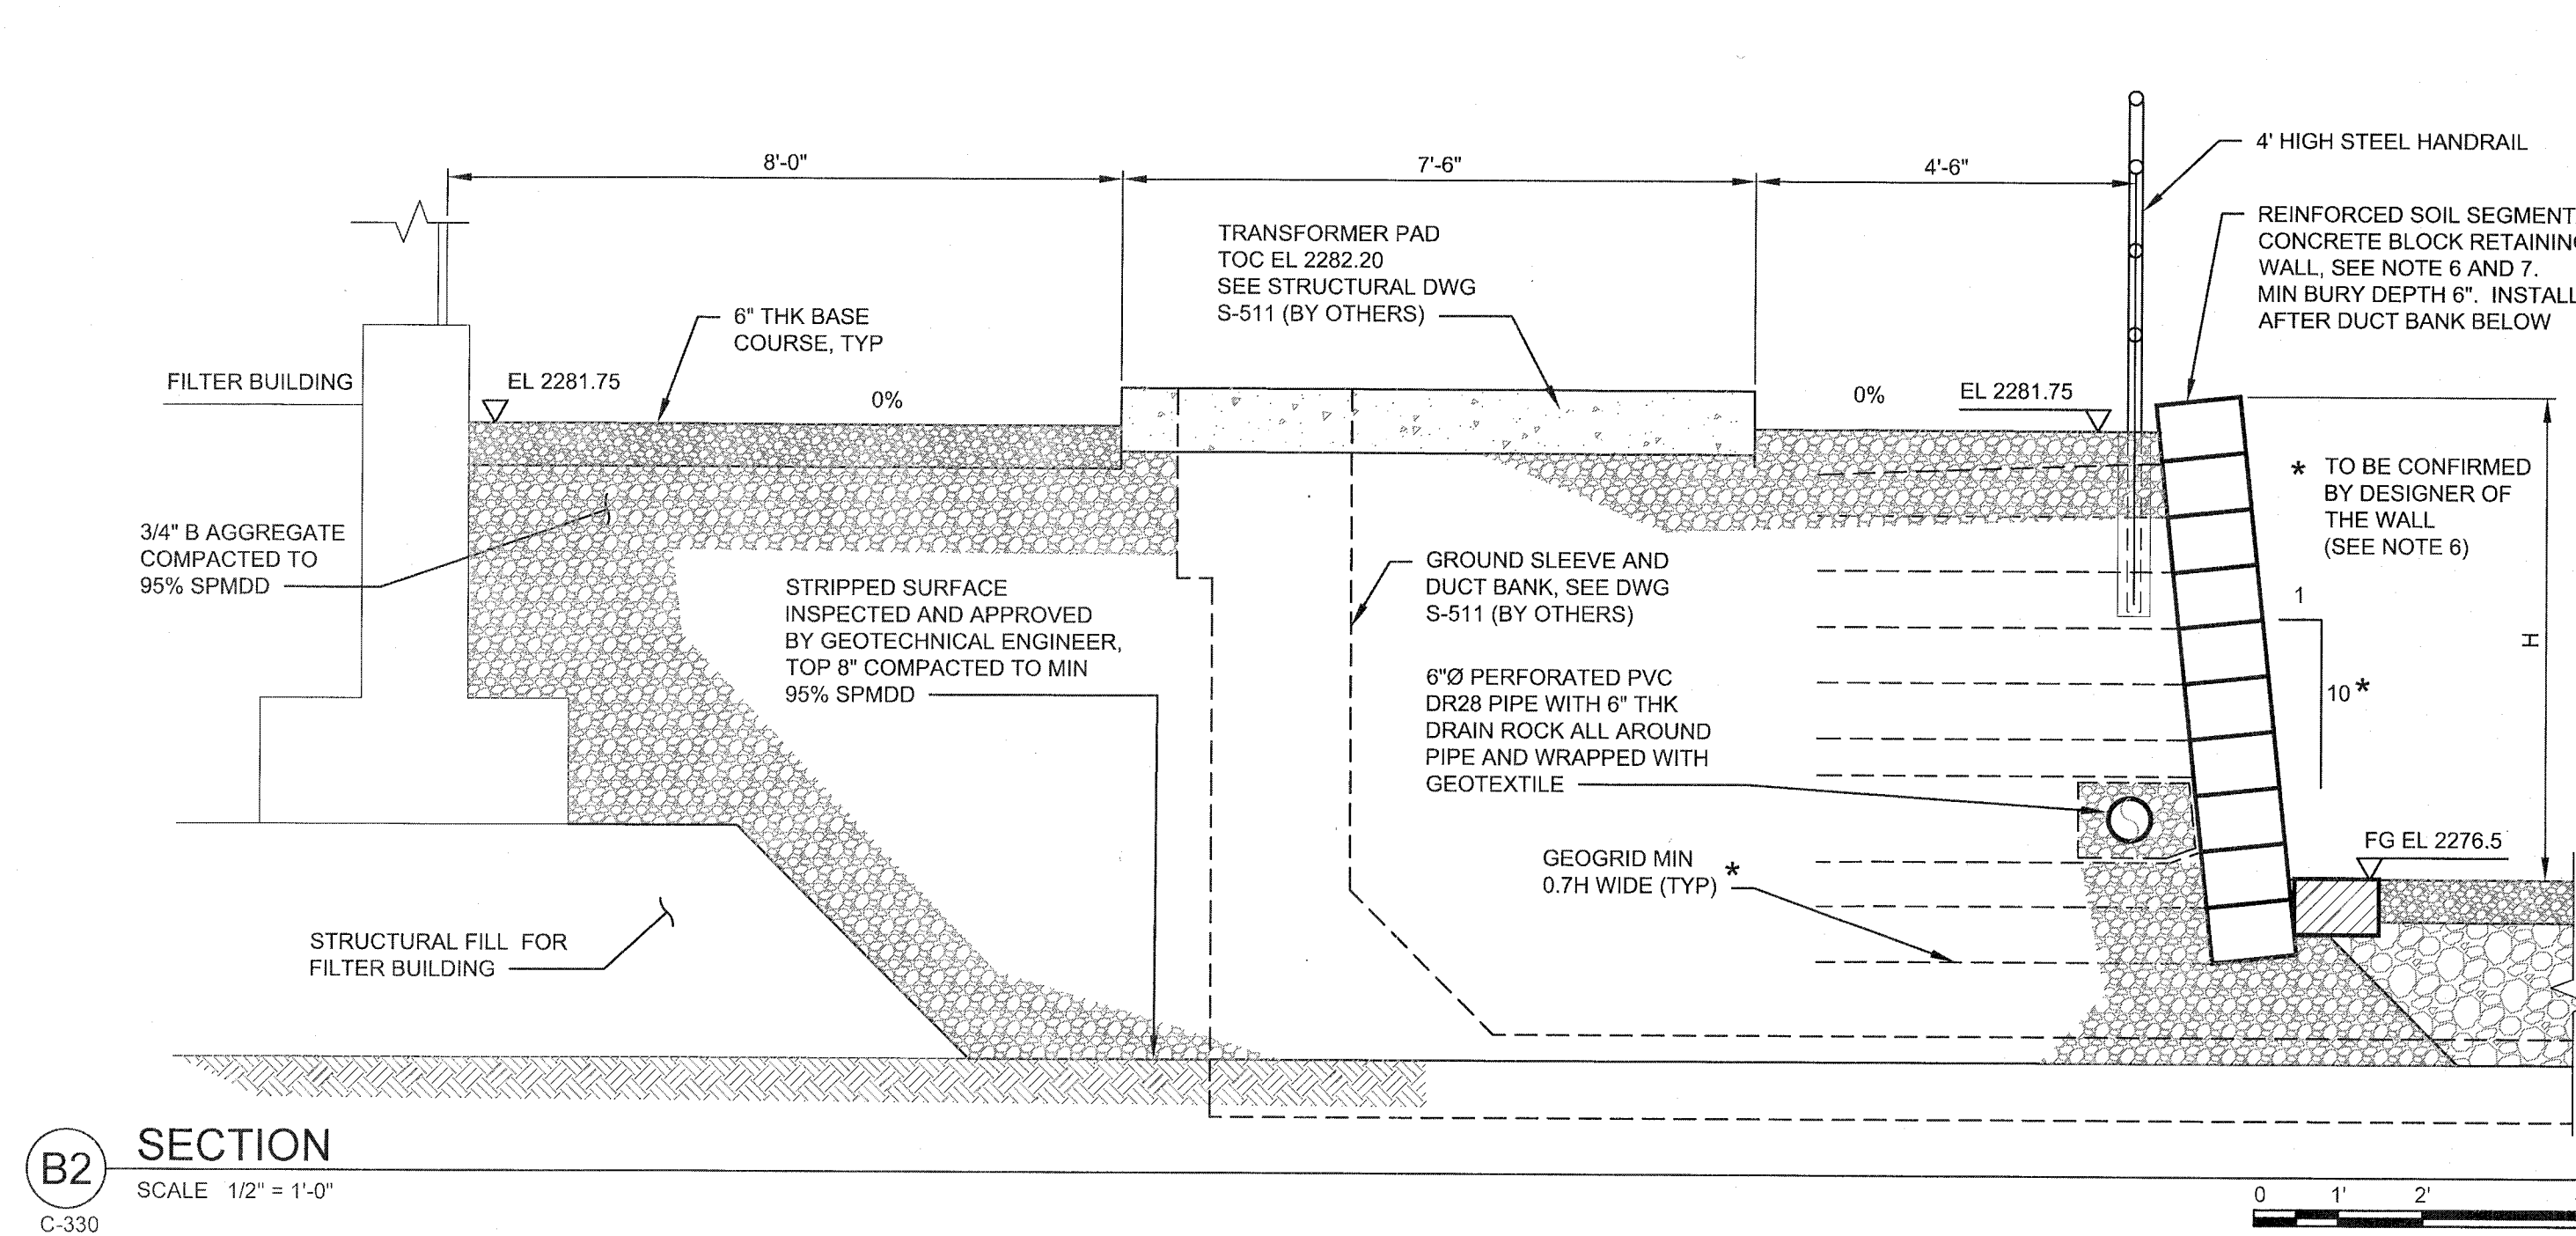 8'-0"
7'-6"
4'-6"
4' HIGH STEEL HANDRAIL
REINFORCED SOIL SEGMENT
CONCRETE BLOCK RETAINING
WALL, SEE NOTE 6 AND 7.
MIN BURY DEPTH 6". INSTALL
AFTER DUCT BANK BELOW
TRANSFORMER PAD
TOC EL 2282.20
SEE STRUCTURAL DWG
S-511 (BY OTHERS)
6" THK BASE
COURSE, TYP
FILTER BUILDING
EL 2281.75
0%
0%
EL 2281.75
* TO BE CONFIRMED
BY DESIGNER OF
THE WALL
(SEE NOTE 6)
3/4" B AGGREGATE
COMPACTED TO
95% SPMDD
STRIPPED SURFACE
INSPECTED AND APPROVED
BY GEOTECHNICAL ENGINEER,
TOP 8" COMPACTED TO MIN
95% SPMDD
GROUND SLEEVE AND
DUCT BANK, SEE DWG
S-511 (BY OTHERS)
1
10 *
H
6"Ø PERFORATED PVC
DR28 PIPE WITH 6" THK
DRAIN ROCK ALL AROUND
PIPE AND WRAPPED WITH
GEOTEXTILE
GEOGRID MIN
0.7H WIDE (TYP) *
FG EL 2276.5
STRUCTURAL FILL FOR
FILTER BUILDING
B2
SECTION
SCALE 1/2" = 1'-0"
C-330
0 1' 2'